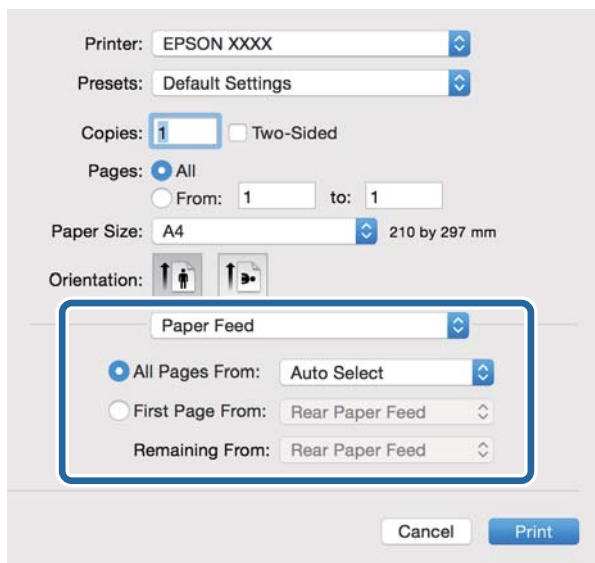 Printer: EPSON XXXX
Presets: Default Settings
Copies: 1 Two-Sided
Pages: All
From: 1 to: 1
Paper Size: A4 210 by 297 mm
Orientation:
Paper Feed
All Pages From: Auto Select
First Page From: Rear Paper Feed
Remaining From: Rear Paper Feed
Cancel Print